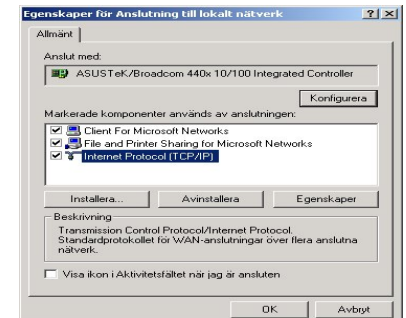 Egenskaper för Anslutning till lokalt nätverk
Allmänt
Anslut med:
ASUSTeK/Broadcom 440x 10/100 Integrated Controller
Konfigurera
Markerade komponenter används av anslutningen:
Client For Microsoft Networks
File and Printer Sharing for Microsoft Networks
Internet Protocol (TCP/IP)
Installera... Avinstallera Egenskaper
Beskrivning
Transmission Control Protocol/Internet Protocol.
Standardprotokollet för WAN-anslutningar över flera anslutna
nätverk.
Visa ikon i Aktivitetsfältet när jag är ansluten
OK Avbryt